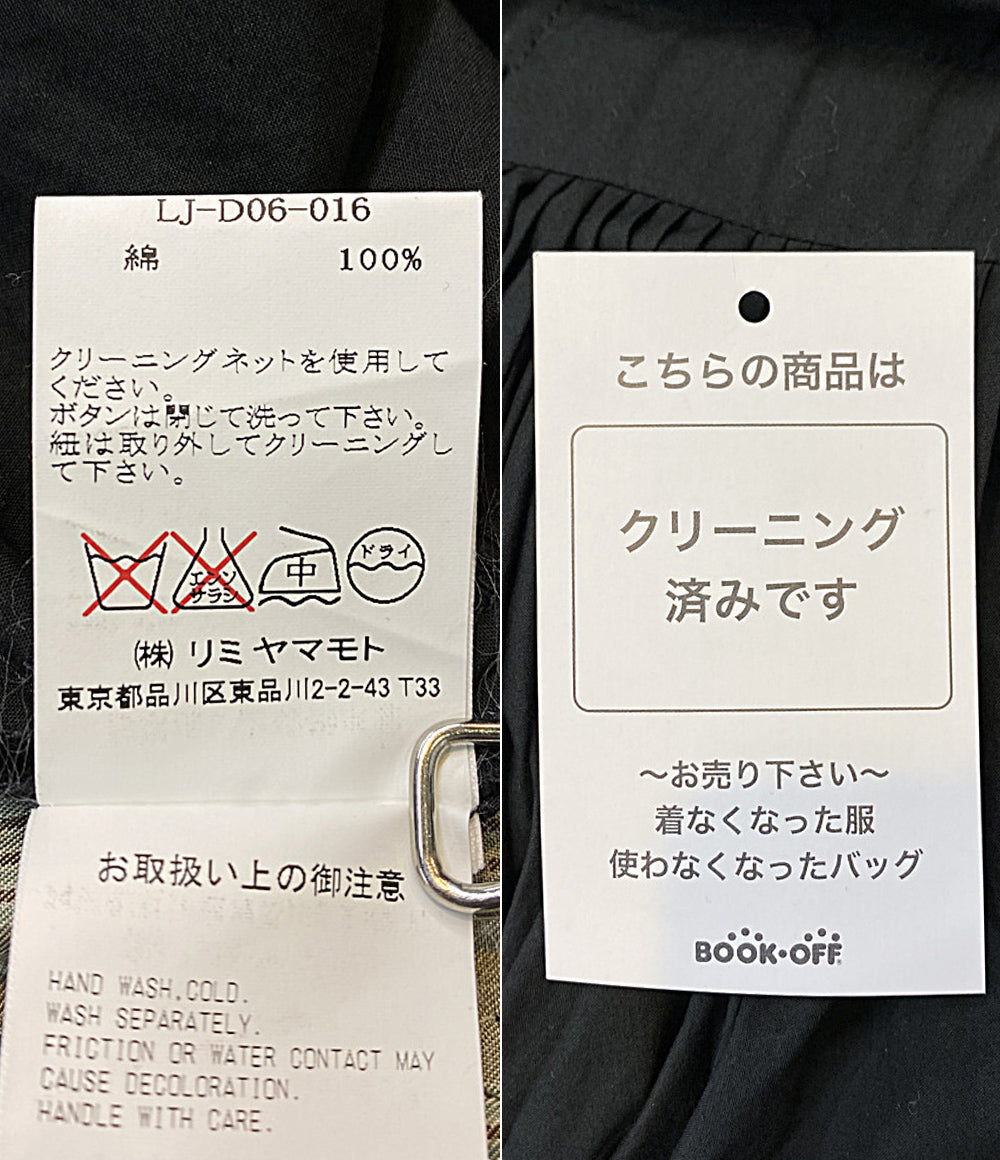 LJ-D06-016
綿 100%
クリーニングネットを使用して
ください。
ボタンは閉じて洗って下さい。
紐は取り外してクリーニングし
て下さい。
エンソ
サラシ
中
ドライ
(株) リミ ヤマモト
東京都品川区東品川2-2-43 T33
お取扱い上の御注意
HAND WASH,COLD.
WASH SEPARATELY.
FRICTION OR WATER CONTACT MAY
CAUSE DECOLORATION.
HANDLE WITH CARE.
こちらの商品は
クリーニング
済みです
～お売り下さい～
着なくなった服
使わなくなったバッグ
BOOK・OFF